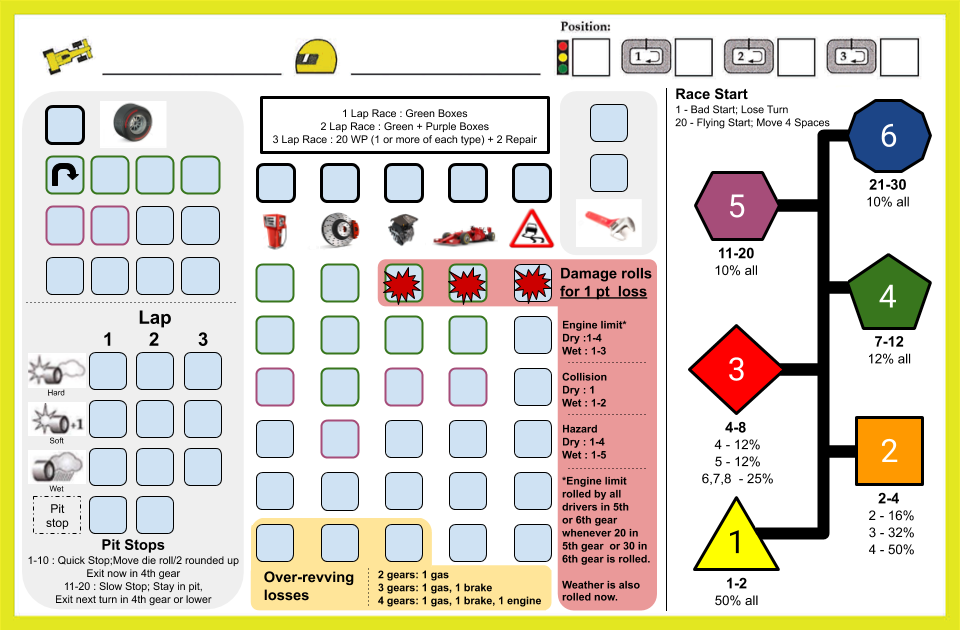 Position:
1
2
3
Race Start
1 - Bad Start; Lose Turn
20 - Flying Start; Move 4 Spaces
1 Lap Race : Green Boxes
2 Lap Race : Green + Purple Boxes
3 Lap Race : 20 WP (1 or more of each type) + 2 Repair
Lap
1 2 3
Hard
+1
Soft
Wet
Pit
stop
Pit Stops
1-10 : Quick Stop;Move die roll/2 rounded up
Exit now in 4th gear
11-20 : Slow Stop; Stay in pit,
Exit next turn in 4th gear or lower
Damage rolls
for 1 pt loss
Engine limit*
Dry :1-4
Wet : 1-3
Collision
Dry : 1
Wet : 1-2
Hazard
Dry : 1-4
Wet : 1-5
*Engine limit
rolled by all
drivers in 5th
or 6th gear
whenever 20 in
5th gear or 30 in
6th gear is rolled.
Weather is also
rolled now.
Over-revving
losses
2 gears: 1 gas
3 gears: 1 gas, 1 brake
4 gears: 1 gas, 1 brake, 1 engine
6
21-30
10% all
5
11-20
10% all
4
7-12
12% all
3
4-8
4 - 12%
5 - 12%
6,7,8 - 25%
2
2-4
2 - 16%
3 - 32%
4 - 50%
1
1-2
50% all